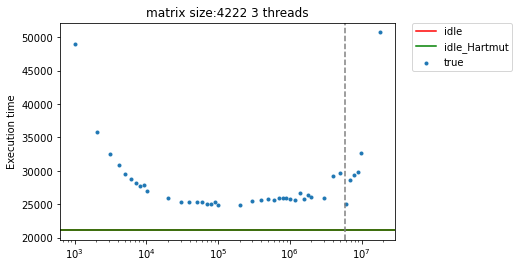 matrix size:4222 3 threads
idle
idle_Hartmut
true
Execution time
50000
45000
40000
35000
30000
25000
20000
10³ 10⁴ 10⁵ 10⁶ 10⁷